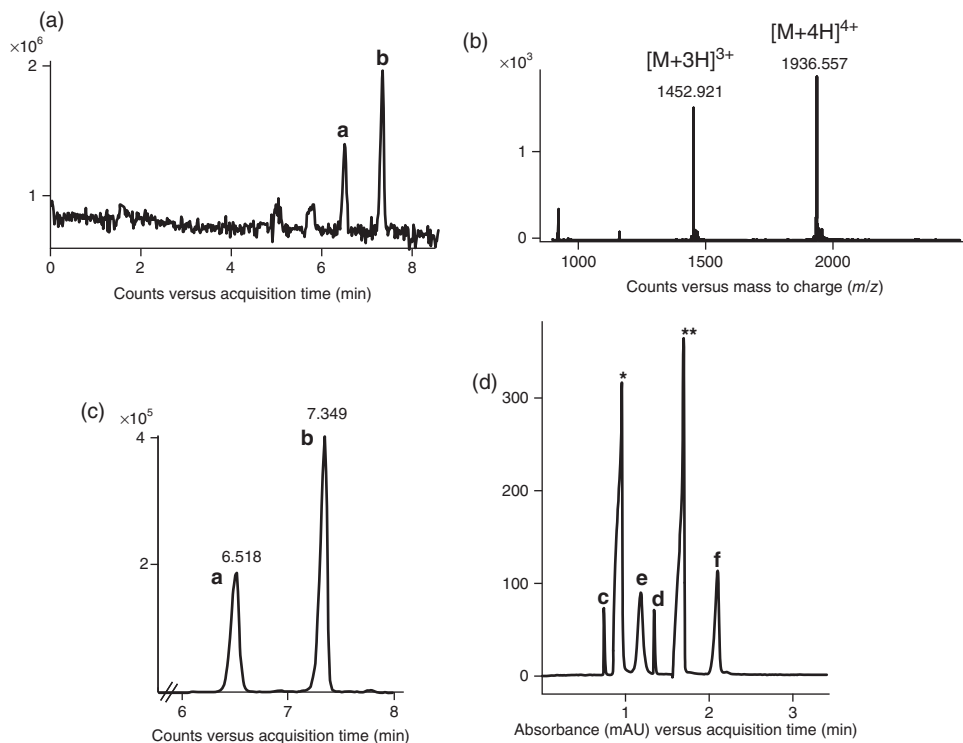 (a)
×10⁶
2
1
a
b
0 2 4 6 8
Counts versus acquisition time (min)
(b)
×10³
1
0
[M+3H]³⁺
1452.921
[M+4H]⁴⁺
1936.557
1000 1500 2000
Counts versus mass to charge (m/z)
(c)
×10⁵
4
2
a
6.518
b
7.349
6 7 8
Counts versus acquisition time (min)
(d)
300
200
100
0
c
*
e
d
**
f
1 2 3
Absorbance (mAU) versus acquisition time (min)